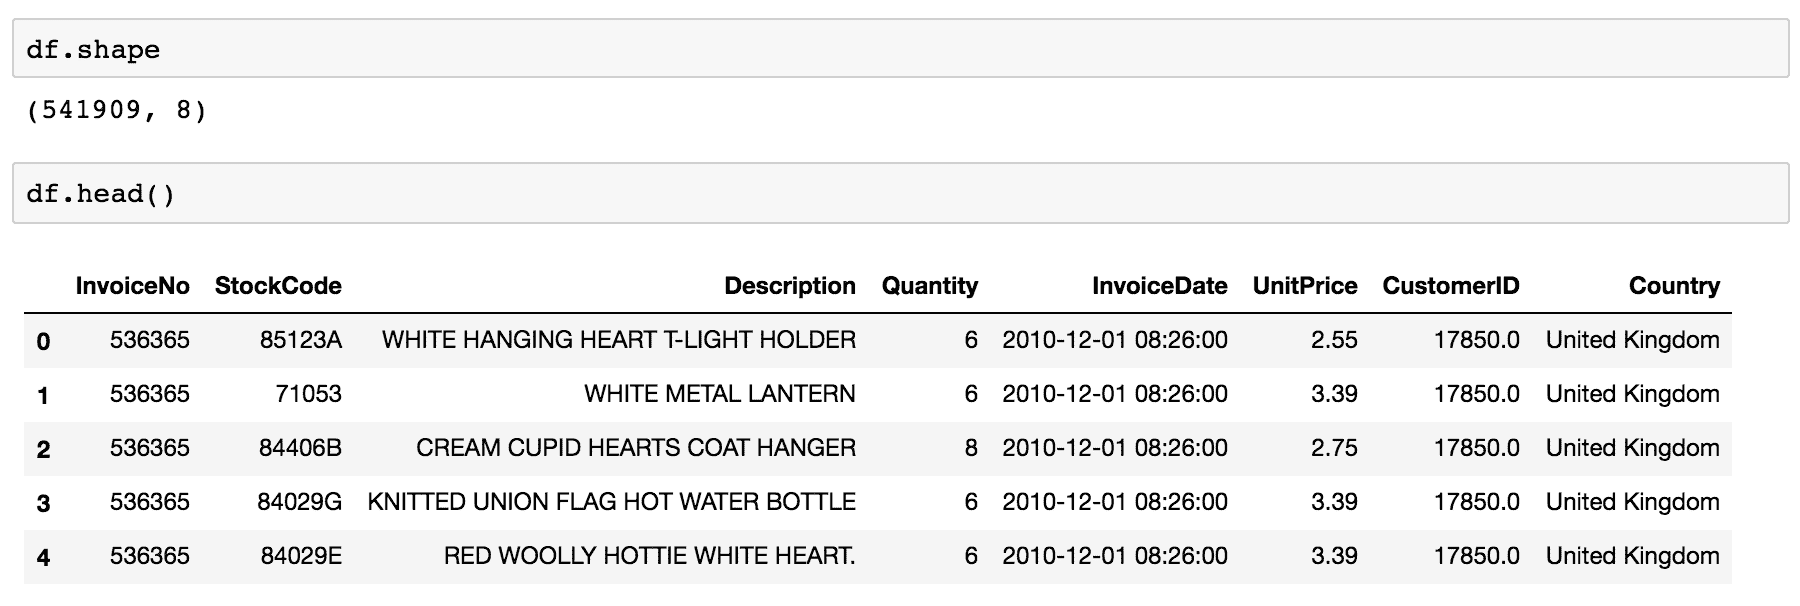 df.shape
(541909, 8)
df.head()
InvoiceNo StockCode Description Quantity InvoiceDate UnitPrice CustomerID Country
0 536365 85123A WHITE HANGING HEART T-LIGHT HOLDER 6 2010-12-01 08:26:00 2.55 17850.0 United Kingdom
1 536365 71053 WHITE METAL LANTERN 6 2010-12-01 08:26:00 3.39 17850.0 United Kingdom
2 536365 84406B CREAM CUPID HEARTS COAT HANGER 8 2010-12-01 08:26:00 2.75 17850.0 United Kingdom
3 536365 84029G KNITTED UNION FLAG HOT WATER BOTTLE 6 2010-12-01 08:26:00 3.39 17850.0 United Kingdom
4 536365 84029E RED WOOLLY HOTTIE WHITE HEART. 6 2010-12-01 08:26:00 3.39 17850.0 United Kingdom